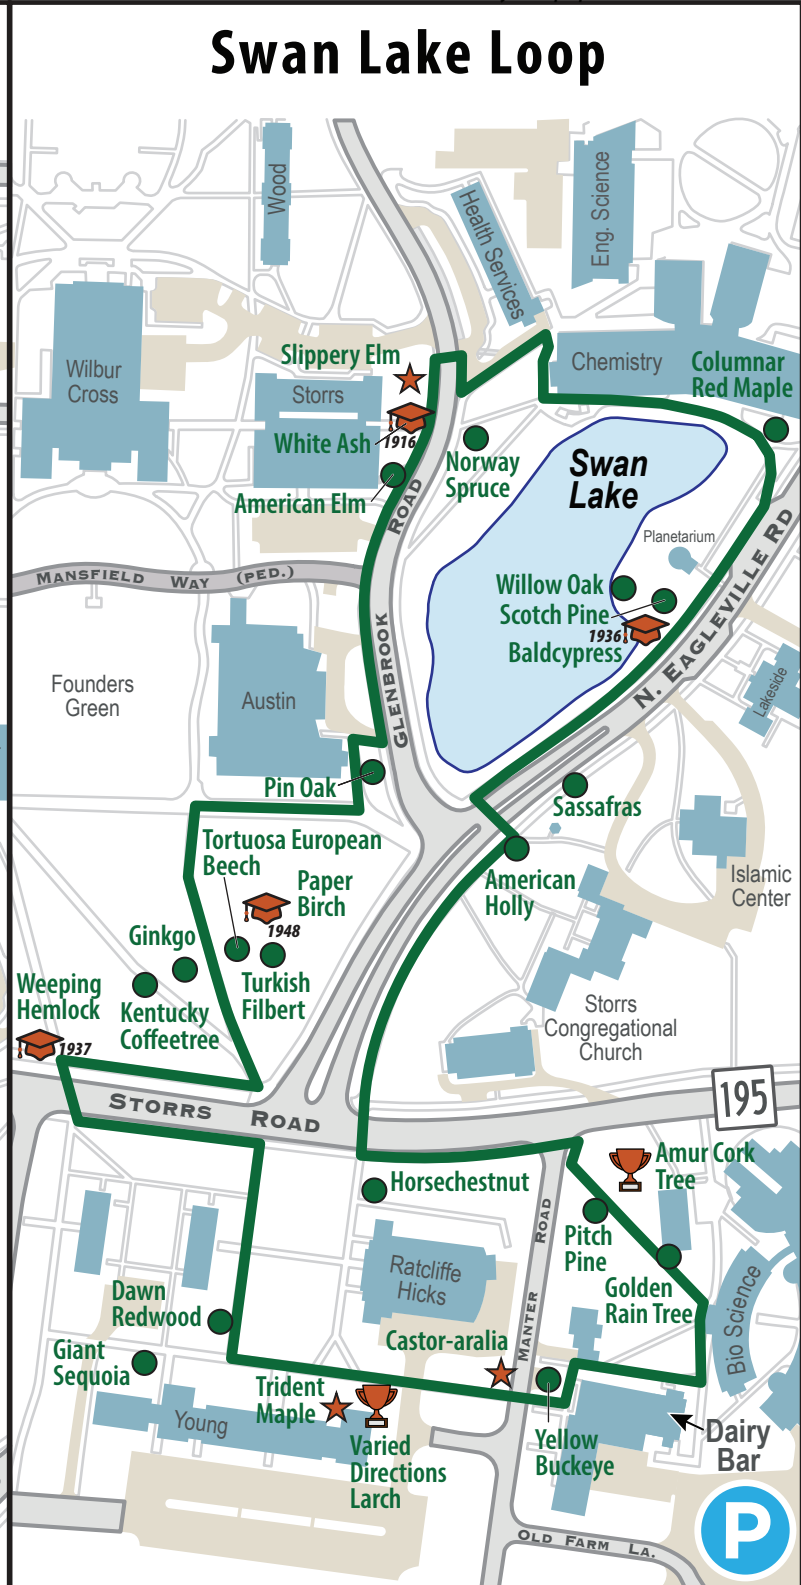 Swan Lake Loop
Wood
Health Services
Eng. Science
Wilbur
Cross
Slippery Elm
Storrs
Chemistry
Columnar
Red Maple
White Ash
1916
Norway
Spruce
American Elm
Swan
Lake
ROAD
Planetarium
MANSFIELD WAY (PED.)
Willow Oak
Scotch Pine
1936
Baldcypress
N. EAGLEVILLE RD
GLENBROOK
Founders
Green
Austin
Lakeside
Pin Oak
Sassafras
Tortuosa European
Beech
Paper
Birch
1948
American
Holly
Islamic
Center
Ginkgo
Turkish
Filbert
Weeping
Hemlock
1937
Kentucky
Coffeetree
Storrs
Congregational
Church
STORRS ROAD
195
Amur Cork
Tree
Horsechestnut
Pitch
Pine
MANTER ROAD
Ratcliffe
Hicks
Golden
Rain Tree
Bio Science
Dawn
Redwood
Castor-aralia
Giant
Sequoia
Trident
Maple
Young
Varied
Directions
Larch
Yellow
Buckeye
Dairy
Bar
P
OLD FARM LA.